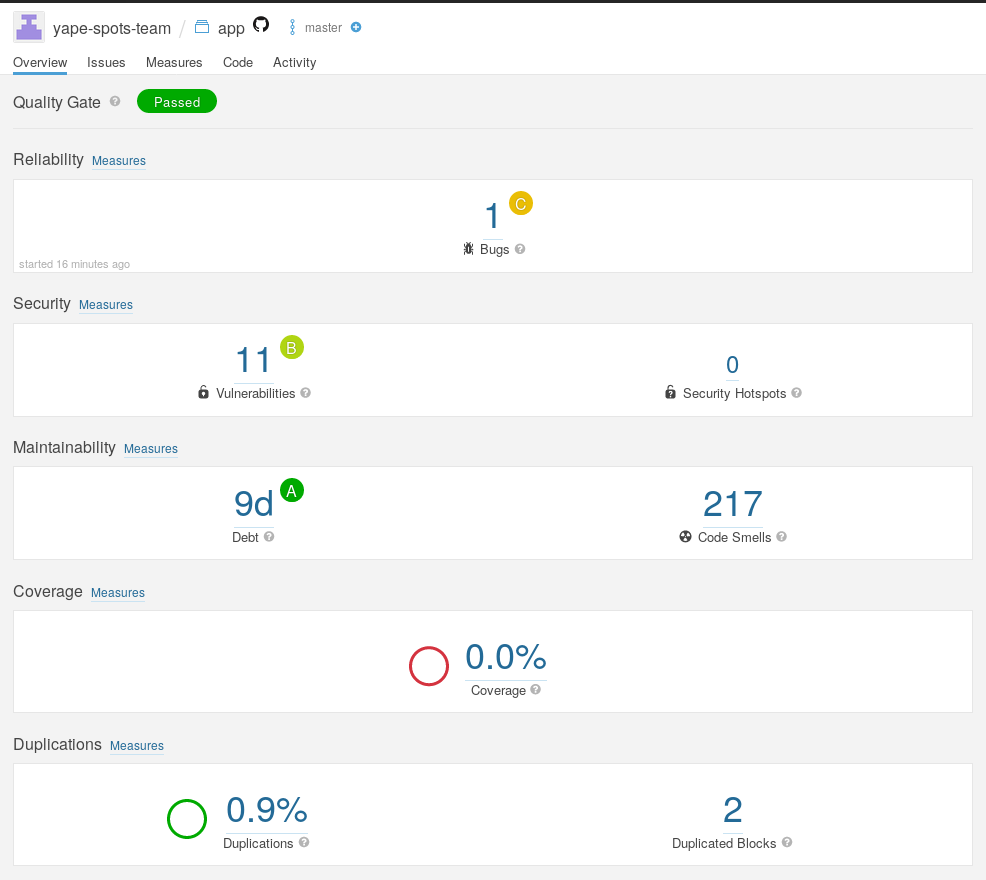 yape-spots-team / app master
Overview Issues Measures Code Activity
Quality Gate ? Passed
Reliability Measures
1 C
Bugs ?
started 16 minutes ago
Security Measures
11 B 0
Vulnerabilities ? Security Hotspots ?
Maintainability Measures
9d A 217
Debt ? Code Smells ?
Coverage Measures
0.0%
Coverage ?
Duplications Measures
0.9% 2
Duplications ? Duplicated Blocks ?